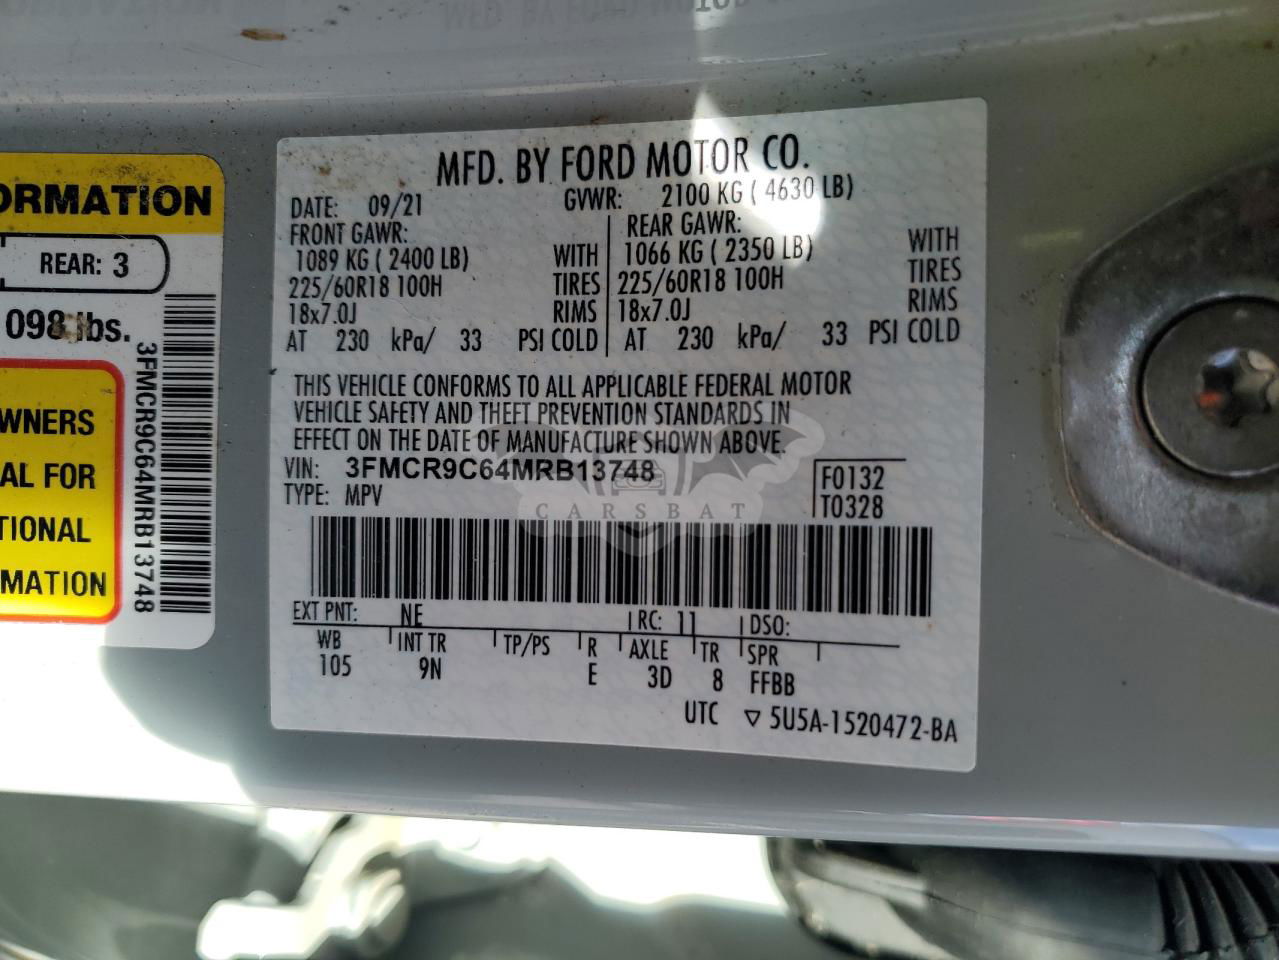 MFD. BY FORD MOTOR
ORMATION
REAR: 3
098 lbs.
WNERS
AL FOR
TIONAL
MATION
3FMCR9C64MRB13748
MFD. BY FORD MOTOR CO.
DATE: 09/21 GVWR: 2100 KG ( 4630 LB)
FRONT GAWR: REAR GAWR:
1089 KG ( 2400 LB) WITH 1066 KG ( 2350 LB) WITH
225/60R18 100H TIRES 225/60R18 100H TIRES
18x7.0J RIMS 18x7.0J RIMS
AT 230 kPa/ 33 PSI COLD AT 230 kPa/ 33 PSI COLD
THIS VEHICLE CONFORMS TO ALL APPLICABLE FEDERAL MOTOR
VEHICLE SAFETY AND THEFT PREVENTION STANDARDS IN
EFFECT ON THE DATE OF MANUFACTURE SHOWN ABOVE.
VIN: 3FMCR9C64MRB13748 F0132
TYPE: MPV T0328
CARSBAT
EXT PNT: NE RC: 11 DSO:
WB INT TR TP/PS R AXLE TR SPR
105 9N E 3D 8 FFBB
UTC ▽ 5U5A-1520472-BA